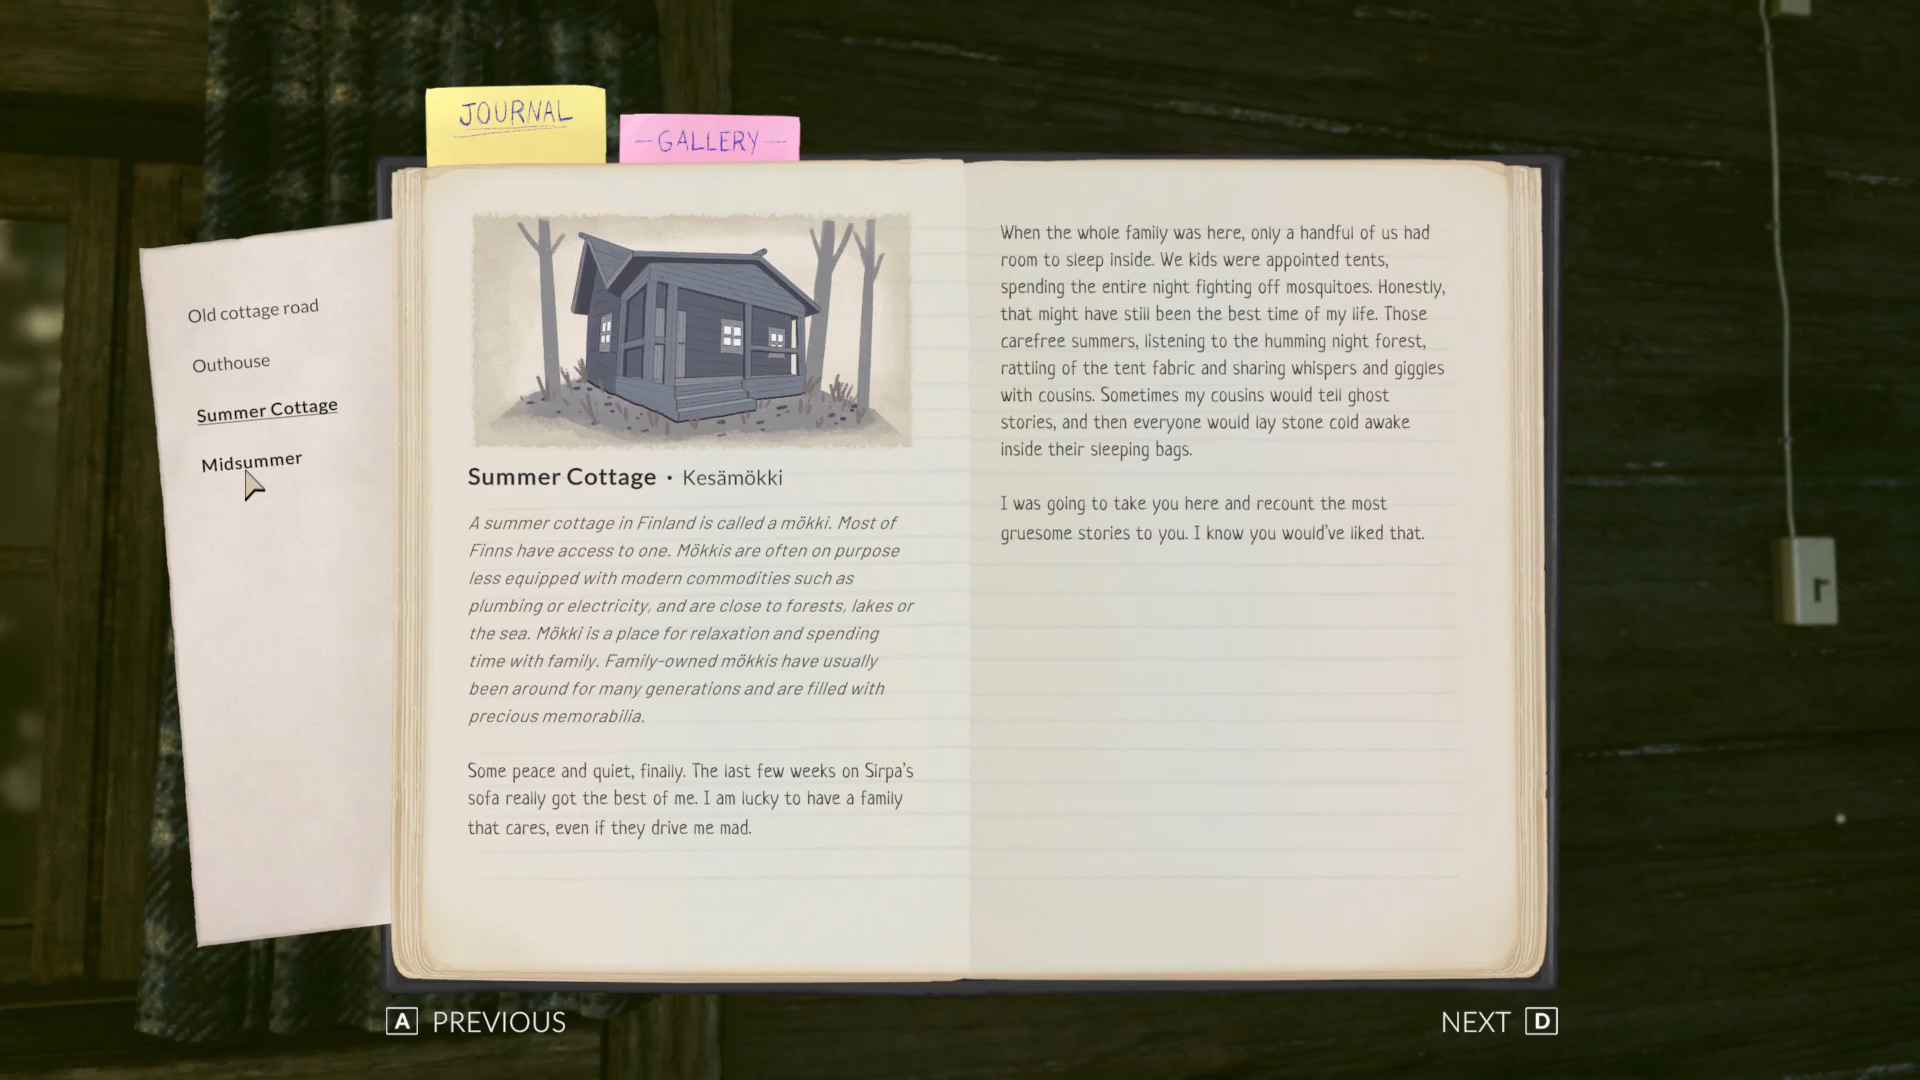 JOURNAL
—GALLERY—
Old cottage road
Outhouse
Summer Cottage
Midsummer
Summer Cottage • Kesämökki
A summer cottage in Finland is called a mökki. Most of
Finns have access to one. Mökkis are often on purpose
less equipped with modern commodities such as
plumbing or electricity, and are close to forests, lakes or
the sea. Mökki is a place for relaxation and spending
time with family. Family-owned mökkis have usually
been around for many generations and are filled with
precious memorabilia.
Some peace and quiet, finally. The last few weeks on Sirpa's
sofa really got the best of me. I am lucky to have a family
that cares, even if they drive me mad.
When the whole family was here, only a handful of us had
room to sleep inside. We kids were appointed tents,
spending the entire night fighting off mosquitoes. Honestly,
that might have still been the best time of my life. Those
carefree summers, listening to the humming night forest,
rattling of the tent fabric and sharing whispers and giggles
with cousins. Sometimes my cousins would tell ghost
stories, and then everyone would lay stone cold awake
inside their sleeping bags.
I was going to take you here and recount the most
gruesome stories to you. I know you would've liked that.
A PREVIOUS
NEXT D